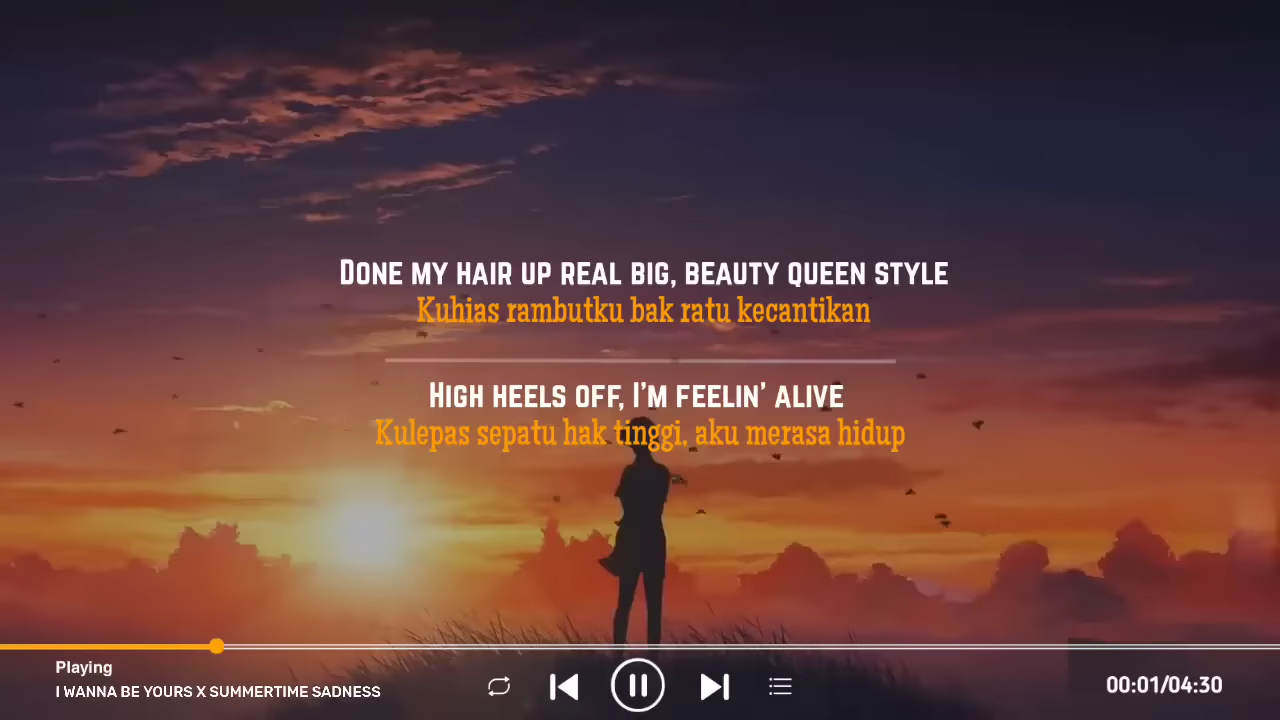 Done my hair up real big, beauty queen style
Kuhias rambutku bak ratu kecantikan
High heels off, I'm feelin' alive
Kulepas sepatu hak tinggi, aku merasa hidup
Playing
I WANNA BE YOURS X SUMMERTIME SADNESS
00:01/04:30